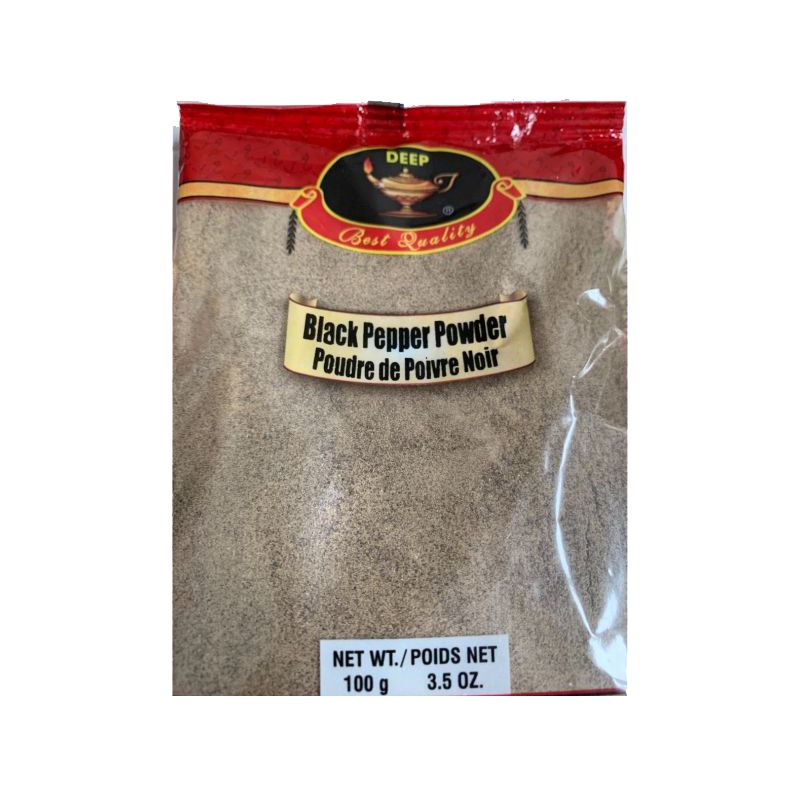 DEEP
®
Best Quality
Black Pepper Powder
Poudre de Poivre Noir
NET WT./POIDS NET
100 g 3.5 OZ.